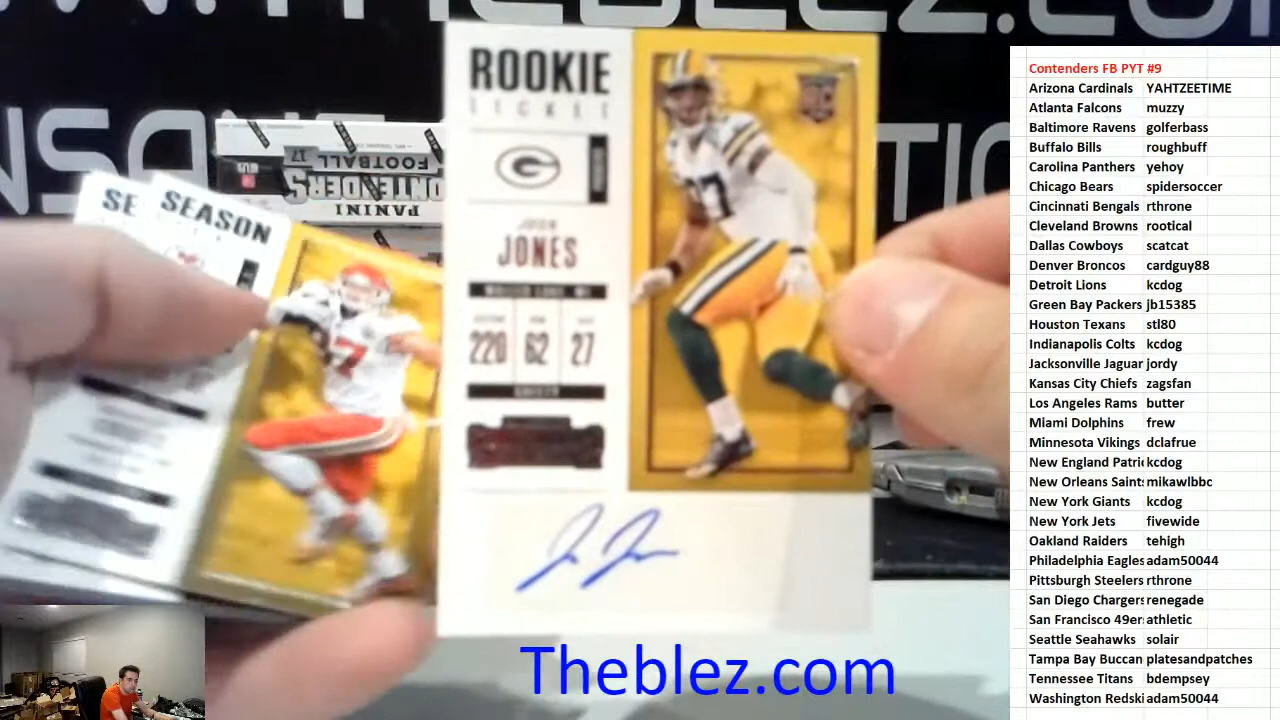 ROOKIE
TICKET
G
JOSH
JONES
220 62 27
SAFETY
SEASON
SE
FOOTBALL
CONTENDERS
PANINI
17
Theblez.com
Contenders FB PYT #9
Arizona Cardinals YAHTZEETIME
Atlanta Falcons muzzy
Baltimore Ravens golferbass
Buffalo Bills roughbuff
Carolina Panthers yehoy
Chicago Bears spidersoccer
Cincinnati Bengals rthrone
Cleveland Browns rootical
Dallas Cowboys scatcat
Denver Broncos cardguy88
Detroit Lions kcdog
Green Bay Packers jb15385
Houston Texans stl80
Indianapolis Colts kcdog
Jacksonville Jaguar jordy
Kansas City Chiefs zagsfan
Los Angeles Rams butter
Miami Dolphins frew
Minnesota Vikings dclafrue
New England Patri kcdog
New Orleans Saints mikawlbbc
New York Giants kcdog
New York Jets fivewide
Oakland Raiders tehigh
Philadelphia Eagles adam50044
Pittsburgh Steelers rthrone
San Diego Chargers renegade
San Francisco 49er athletic
Seattle Seahawks solair
Tampa Bay Buccan platesandpatches
Tennessee Titans bdempsey
Washington Redski adam50044